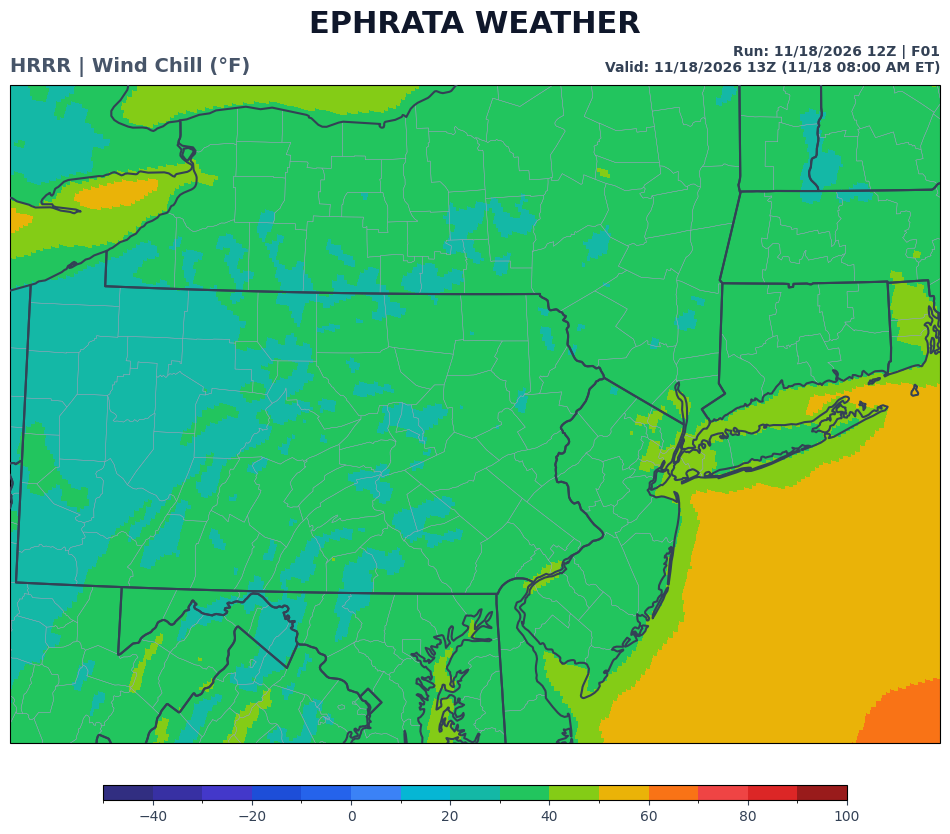 EPHRATA WEATHER
HRRR | Wind Chill (°F)
Run: 11/18/2026 12Z | F01
Valid: 11/18/2026 13Z (11/18 08:00 AM ET)
−40 −20 0 20 40 60 80 100